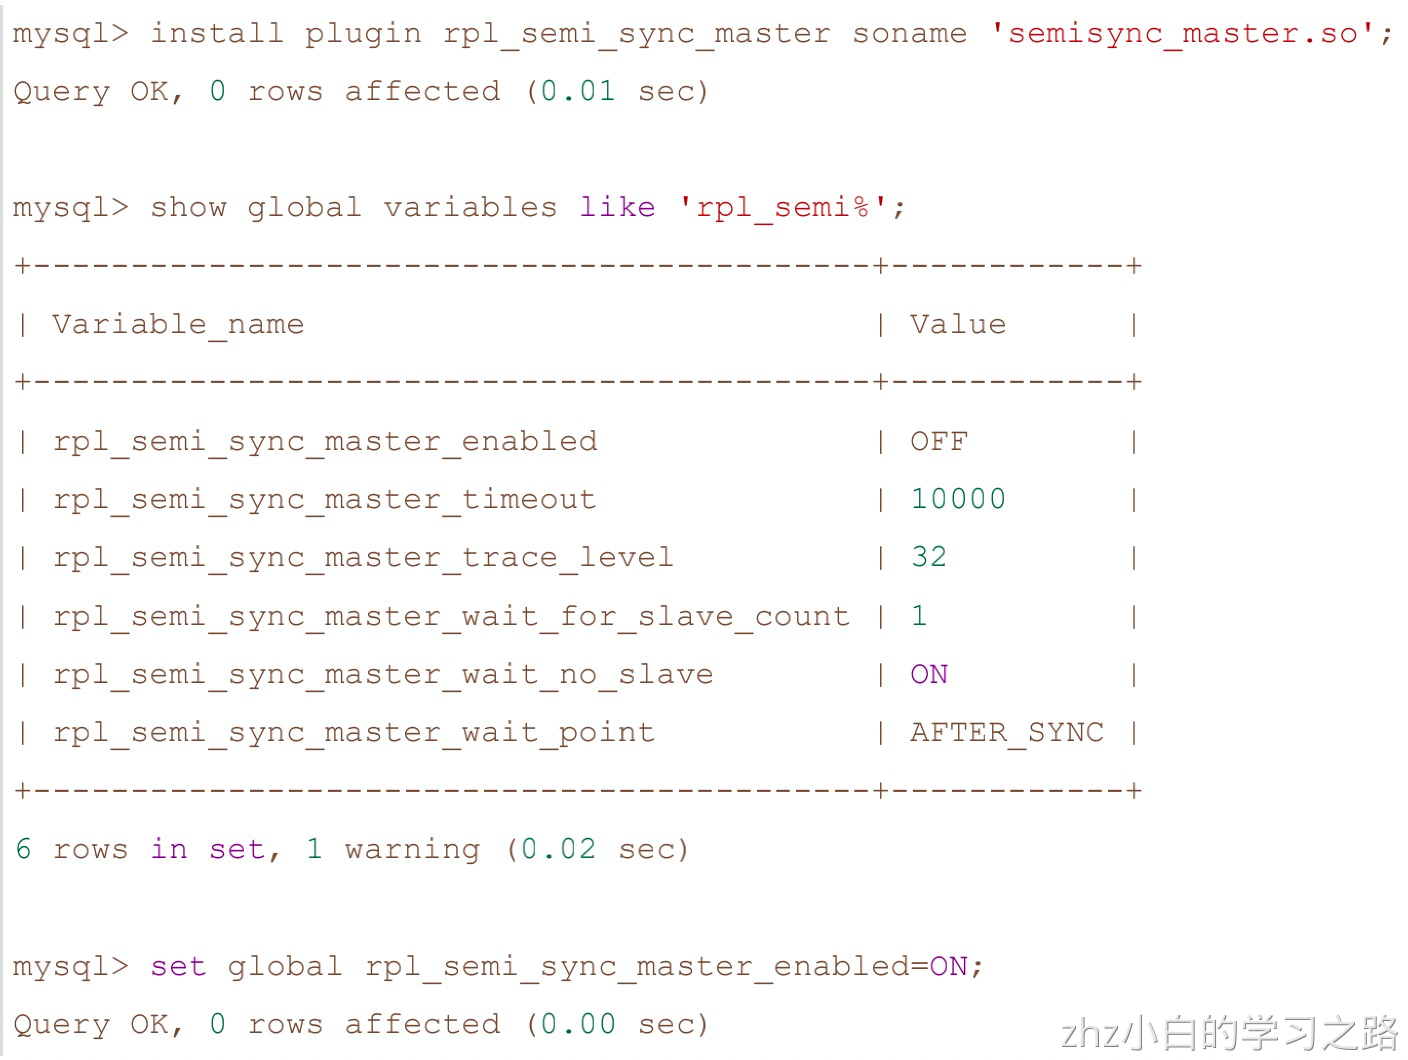 mysql> install plugin rpl_semi_sync_master soname 'semisync_master.so';
Query OK, 0 rows affected (0.01 sec)
mysql> show global variables like 'rpl_semi%';
+-------------------------------------------+------------+
| Variable_name                             | Value      |
+-------------------------------------------+------------+
| rpl_semi_sync_master_enabled              | OFF        |
| rpl_semi_sync_master_timeout              | 10000      |
| rpl_semi_sync_master_trace_level          | 32         |
| rpl_semi_sync_master_wait_for_slave_count | 1          |
| rpl_semi_sync_master_wait_no_slave        | ON         |
| rpl_semi_sync_master_wait_point           | AFTER_SYNC |
+-------------------------------------------+------------+
6 rows in set, 1 warning (0.02 sec)
mysql> set global rpl_semi_sync_master_enabled=ON;
Query OK, 0 rows affected (0.00 sec)
zhz小白的学习之路